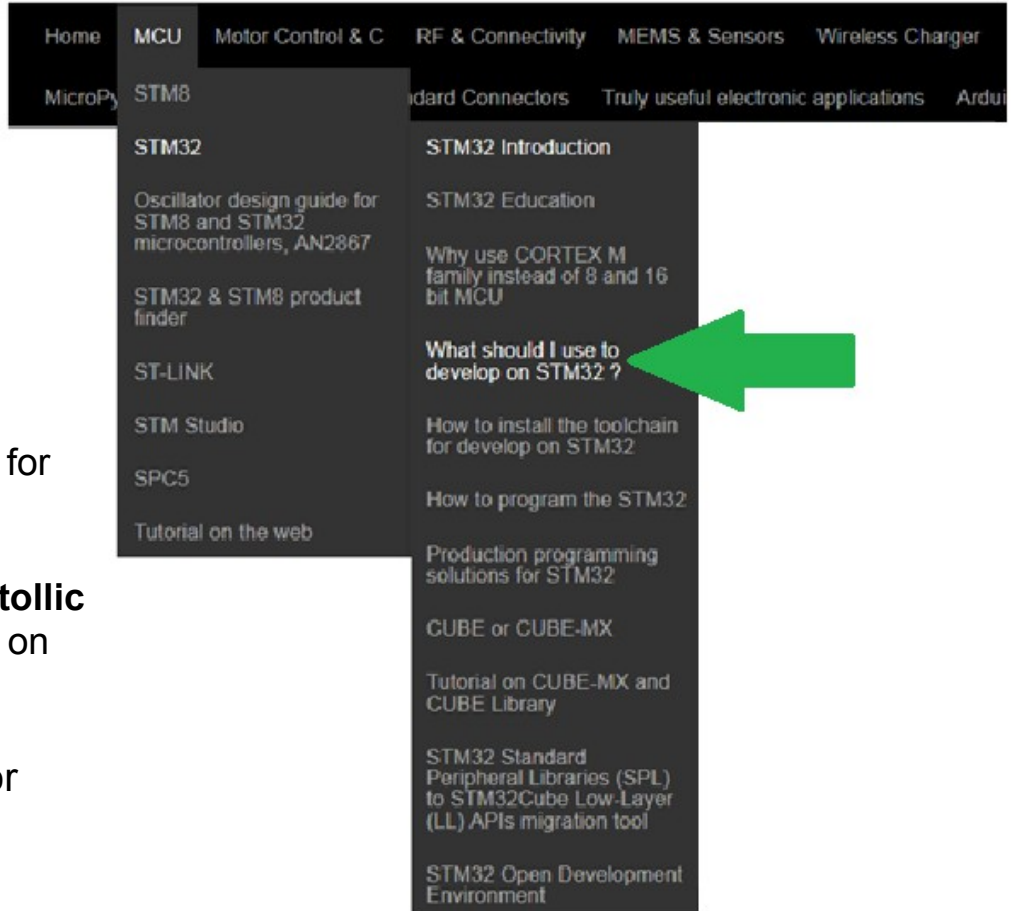 Home MCU Motor Control & C RF & Connectivity MEMS & Sensors Wireless Charger
MicroPy dard Connectors Truly useful electronic applications Ardui
STM8
STM32
Oscillator design guide for
STM8 and STM32
microcontrollers, AN2867
STM32 & STM8 product
finder
ST-LINK
STM Studio
SPC5
Tutorial on the web
STM32 Introduction
STM32 Education
Why use CORTEX M
family instead of 8 and 16
bit MCU
What should I use to
develop on STM32 ?
How to install the toolchain
for develop on STM32
How to program the STM32
Production programming
solutions for STM32
CUBE or CUBE-MX
Tutorial on CUBE-MX and
CUBE Library
STM32 Standard
Peripheral Libraries (SPL)
to STM32Cube Low-Layer
(LL) APIs migration tool
STM32 Open Development
Environment
for
tollic
on
or